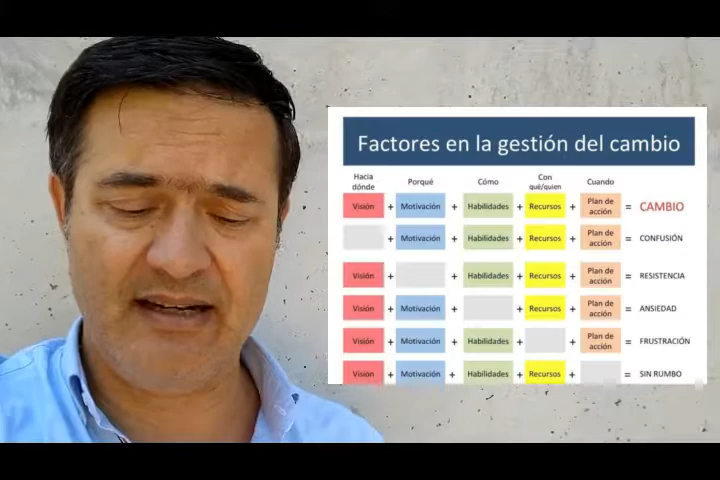 Factores en la gestión del cambio
Hacia dónde Porqué Cómo Con qué/quien Cuando
Visión + Motivación + Habilidades + Recursos + Plan de acción = CAMBIO
+ Motivación + Habilidades + Recursos + Plan de acción = CONFUSIÓN
Visión + + Habilidades + Recursos + Plan de acción = RESISTENCIA
Visión + Motivación + + Recursos + Plan de acción = ANSIEDAD
Visión + Motivación + Habilidades + + Plan de acción = FRUSTRACIÓN
Visión + Motivación + Habilidades + Recursos + = SIN RUMBO